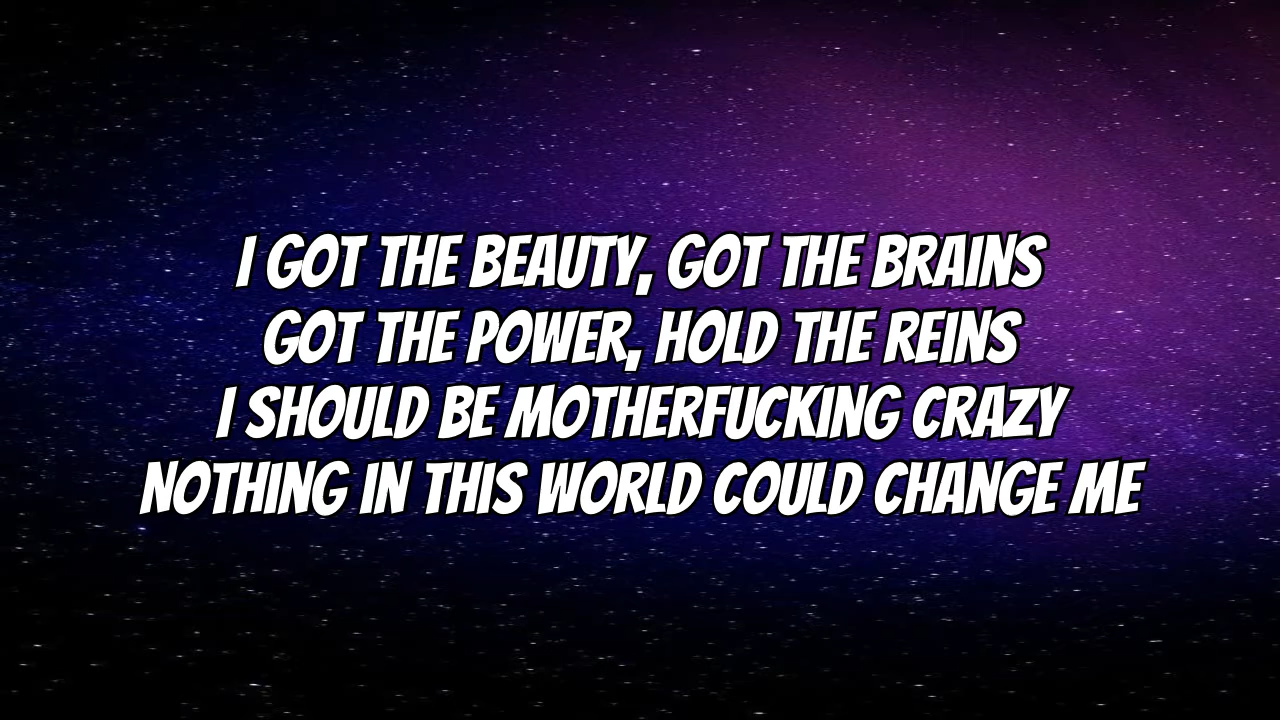 I GOT THE BEAUTY, GOT THE BRAINS
GOT THE POWER, HOLD THE REINS
I SHOULD BE MOTHERFUCKING CRAZY
NOTHING IN THIS WORLD COULD CHANGE ME